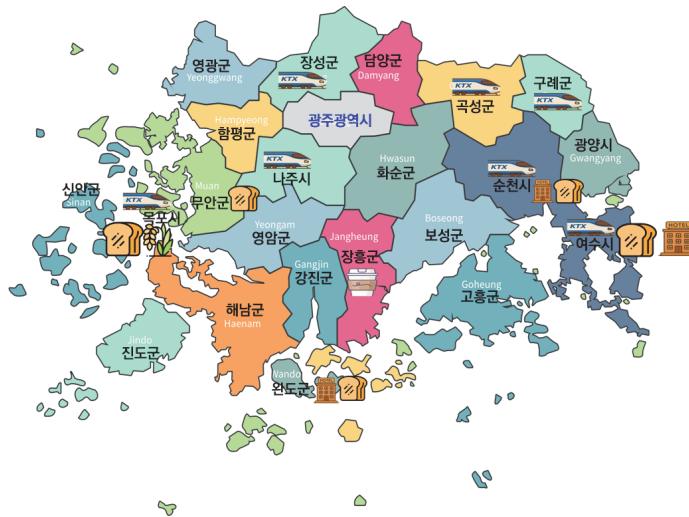 영광군
Yeonggwang
장성군
KTX
담양군
Damyang
곡성군
KTX
구례군
KTX
Hampyeong
함평군
광주광역시
광양시
Gwangyang
KTX
나주시
Hwasun
화순군
KTX
순천시
신안군
Sinan
KTX
목포시
Muan
무안군
Yeongam
영암군
Jangheung
장흥군
Boseong
보성군
KTX
여수시
HOTEL
Gangjin
강진군
해남군
Haenam
Goheung
고흥군
Jindo
진도군
Wando
완도군